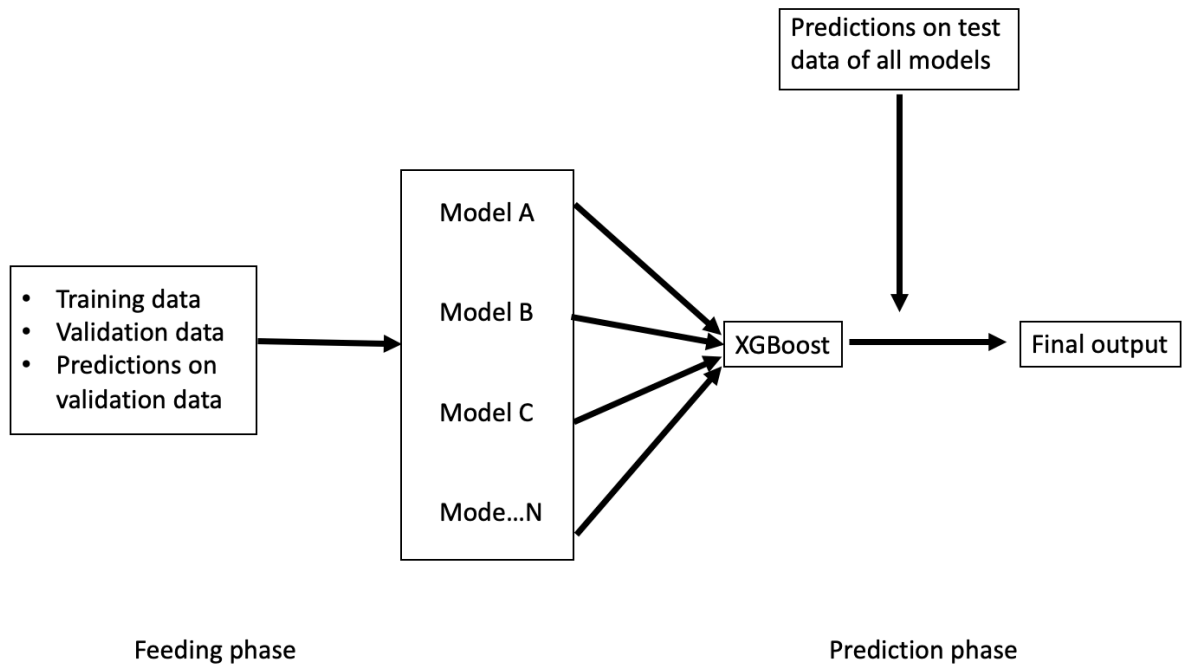 Predictions on test
data of all models
Model A
Model B
Model C
Mode...N
• Training data
• Validation data
• Predictions on
validation data
XGBoost
Final output
Feeding phase
Prediction phase